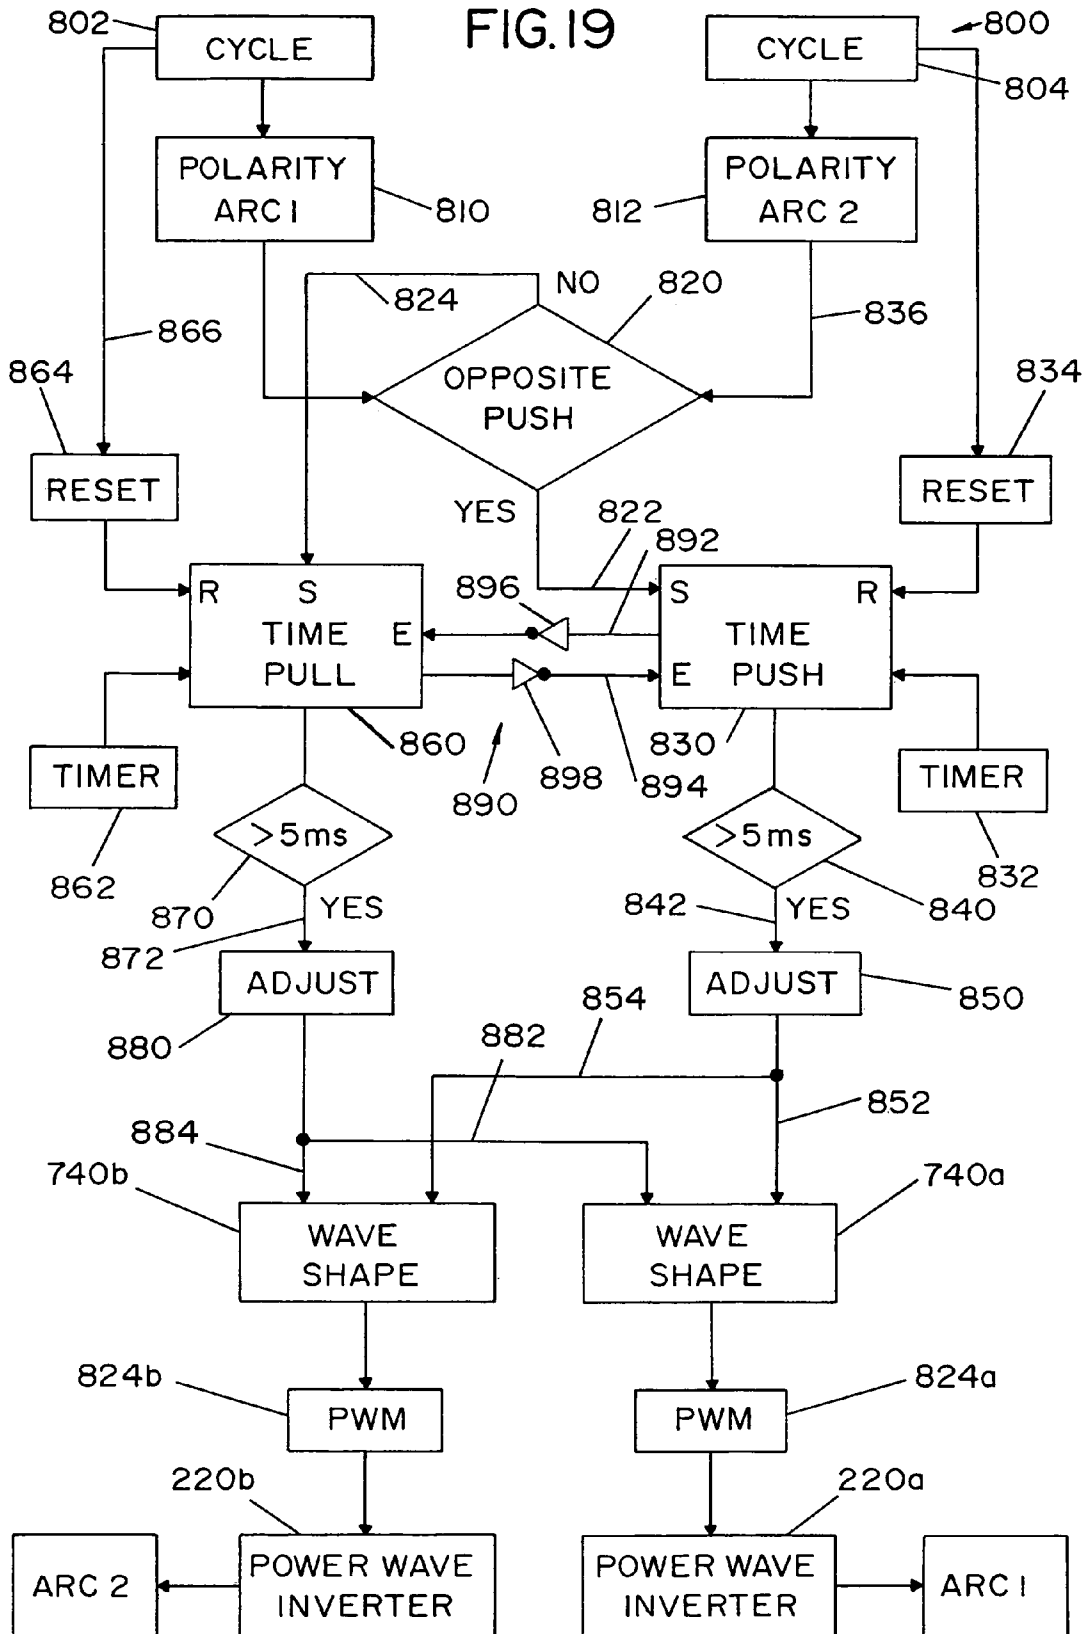 FIG. 19
802
CYCLE
CYCLE
800
804
POLARITY
ARC 1
810
812
POLARITY
ARC 2
824
NO
820
836
866
864
OPPOSITE
PUSH
834
RESET
YES
822
892
RESET
R
S
TIME
PULL
E
896
S
R
TIME
PUSH
E
860
890
898
830
894
TIMER
862
TIMER
832
>5ms
870
>5ms
840
YES
872
842
YES
ADJUST
880
ADJUST
850
854
882
852
884
740b
740a
WAVE
SHAPE
WAVE
SHAPE
824b
PWM
824a
PWM
220b
220a
ARC 2
POWER WAVE
INVERTER
POWER WAVE
INVERTER
ARC 1